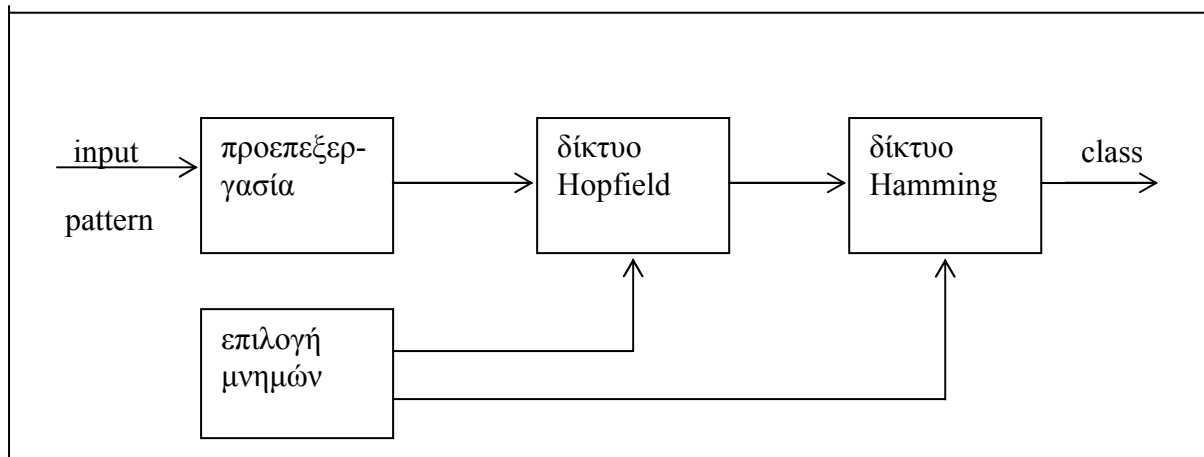 input
pattern
προεπεξερ-
γασία
δίκτυο
Hopfield
δίκτυο
Hamming
class
επιλογή
μνημών